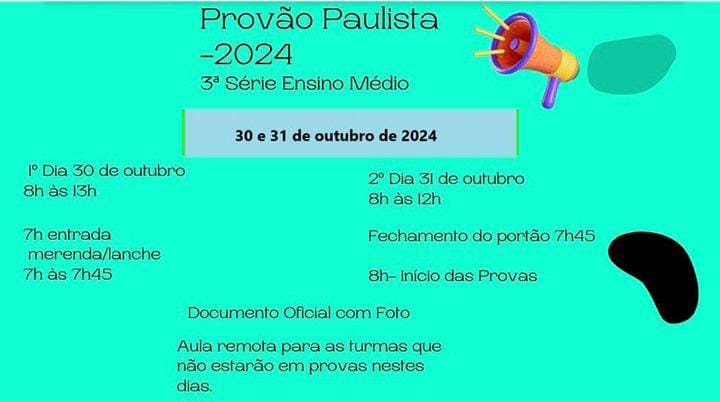 Provão Paulista
-2024
3ª Série Ensino Médio
30 e 31 de outubro de 2024
1º Dia 30 de outubro
8h às 13h
7h entrada
merenda/lanche
7h às 7h45
2º Dia 31 de outubro
8h às 12h
Fechamento do portão 7h45
8h- Início das Provas
Documento Oficial com Foto
Aula remota para as turmas que
não estarão em provas nestes
dias.